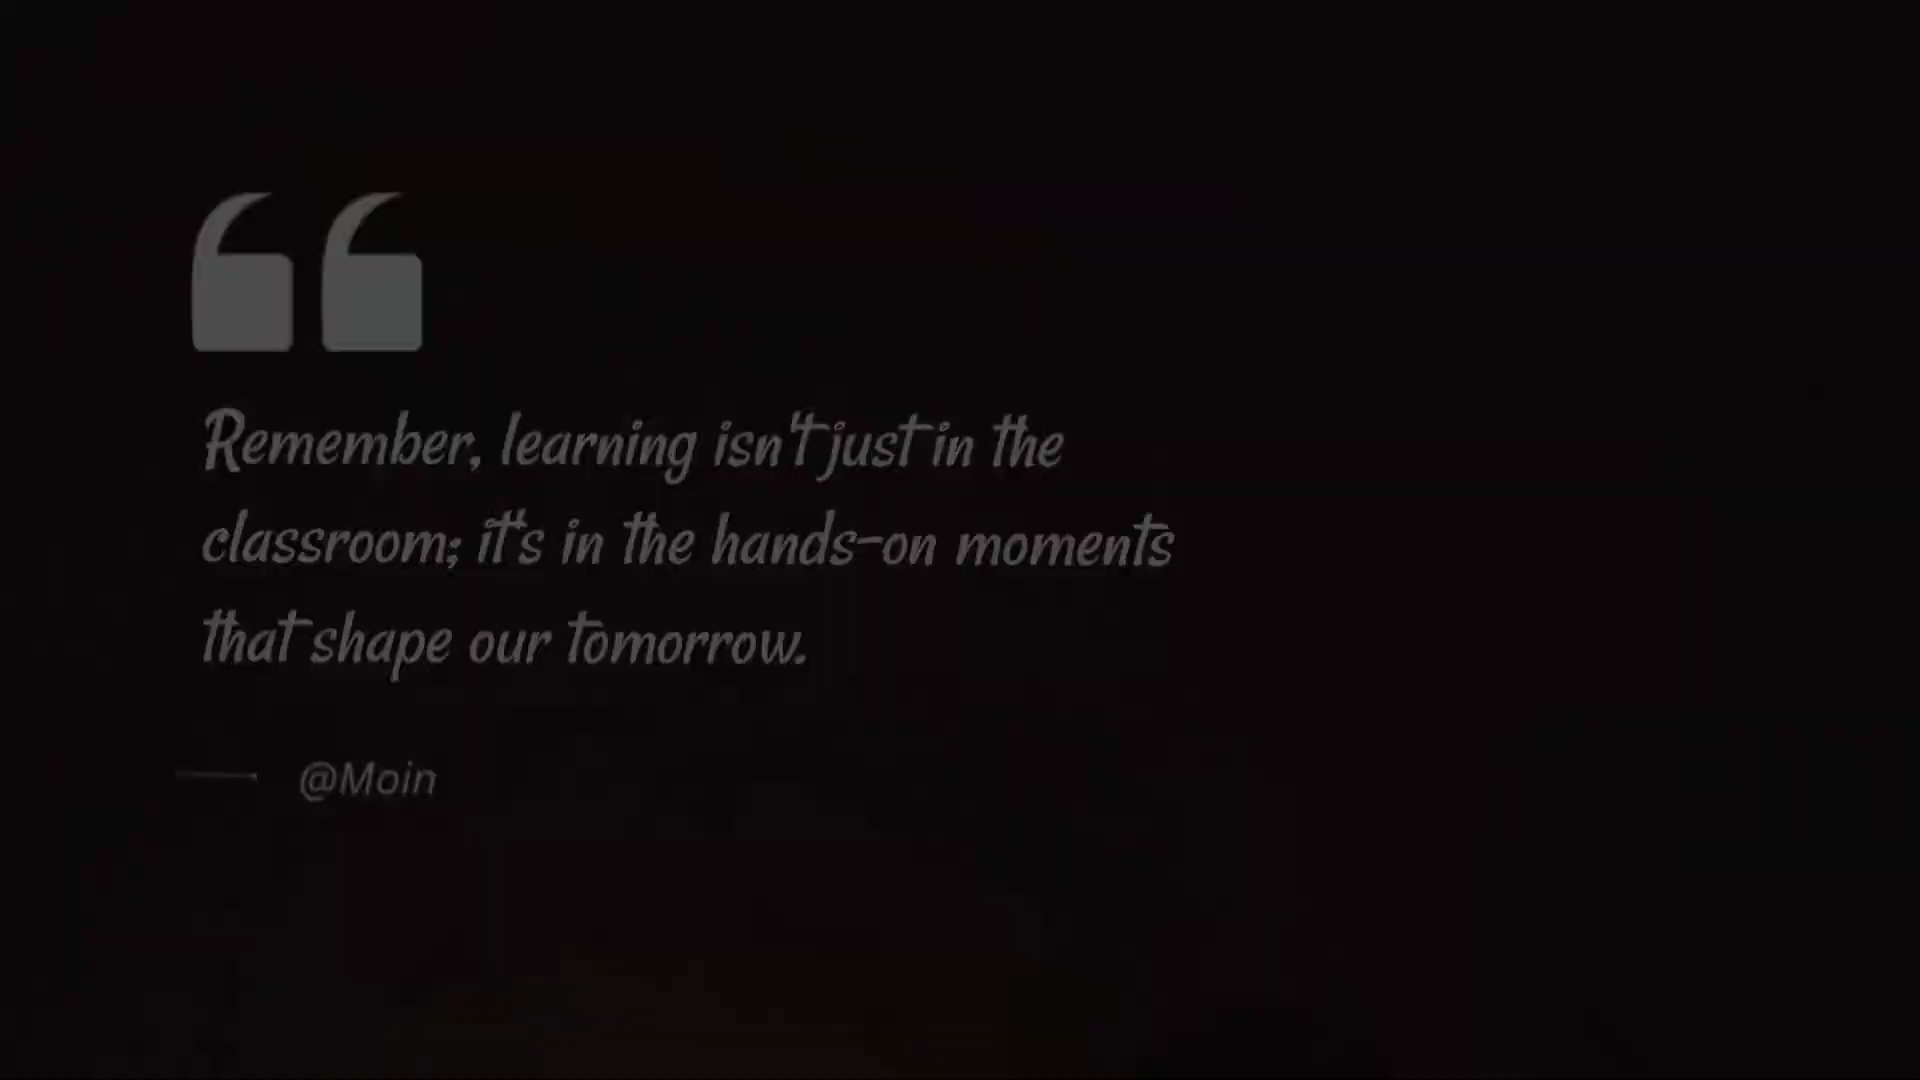 Remember, learning isn't just in the
classroom; it's in the hands-on moments
that shape our tomorrow.
@Moin